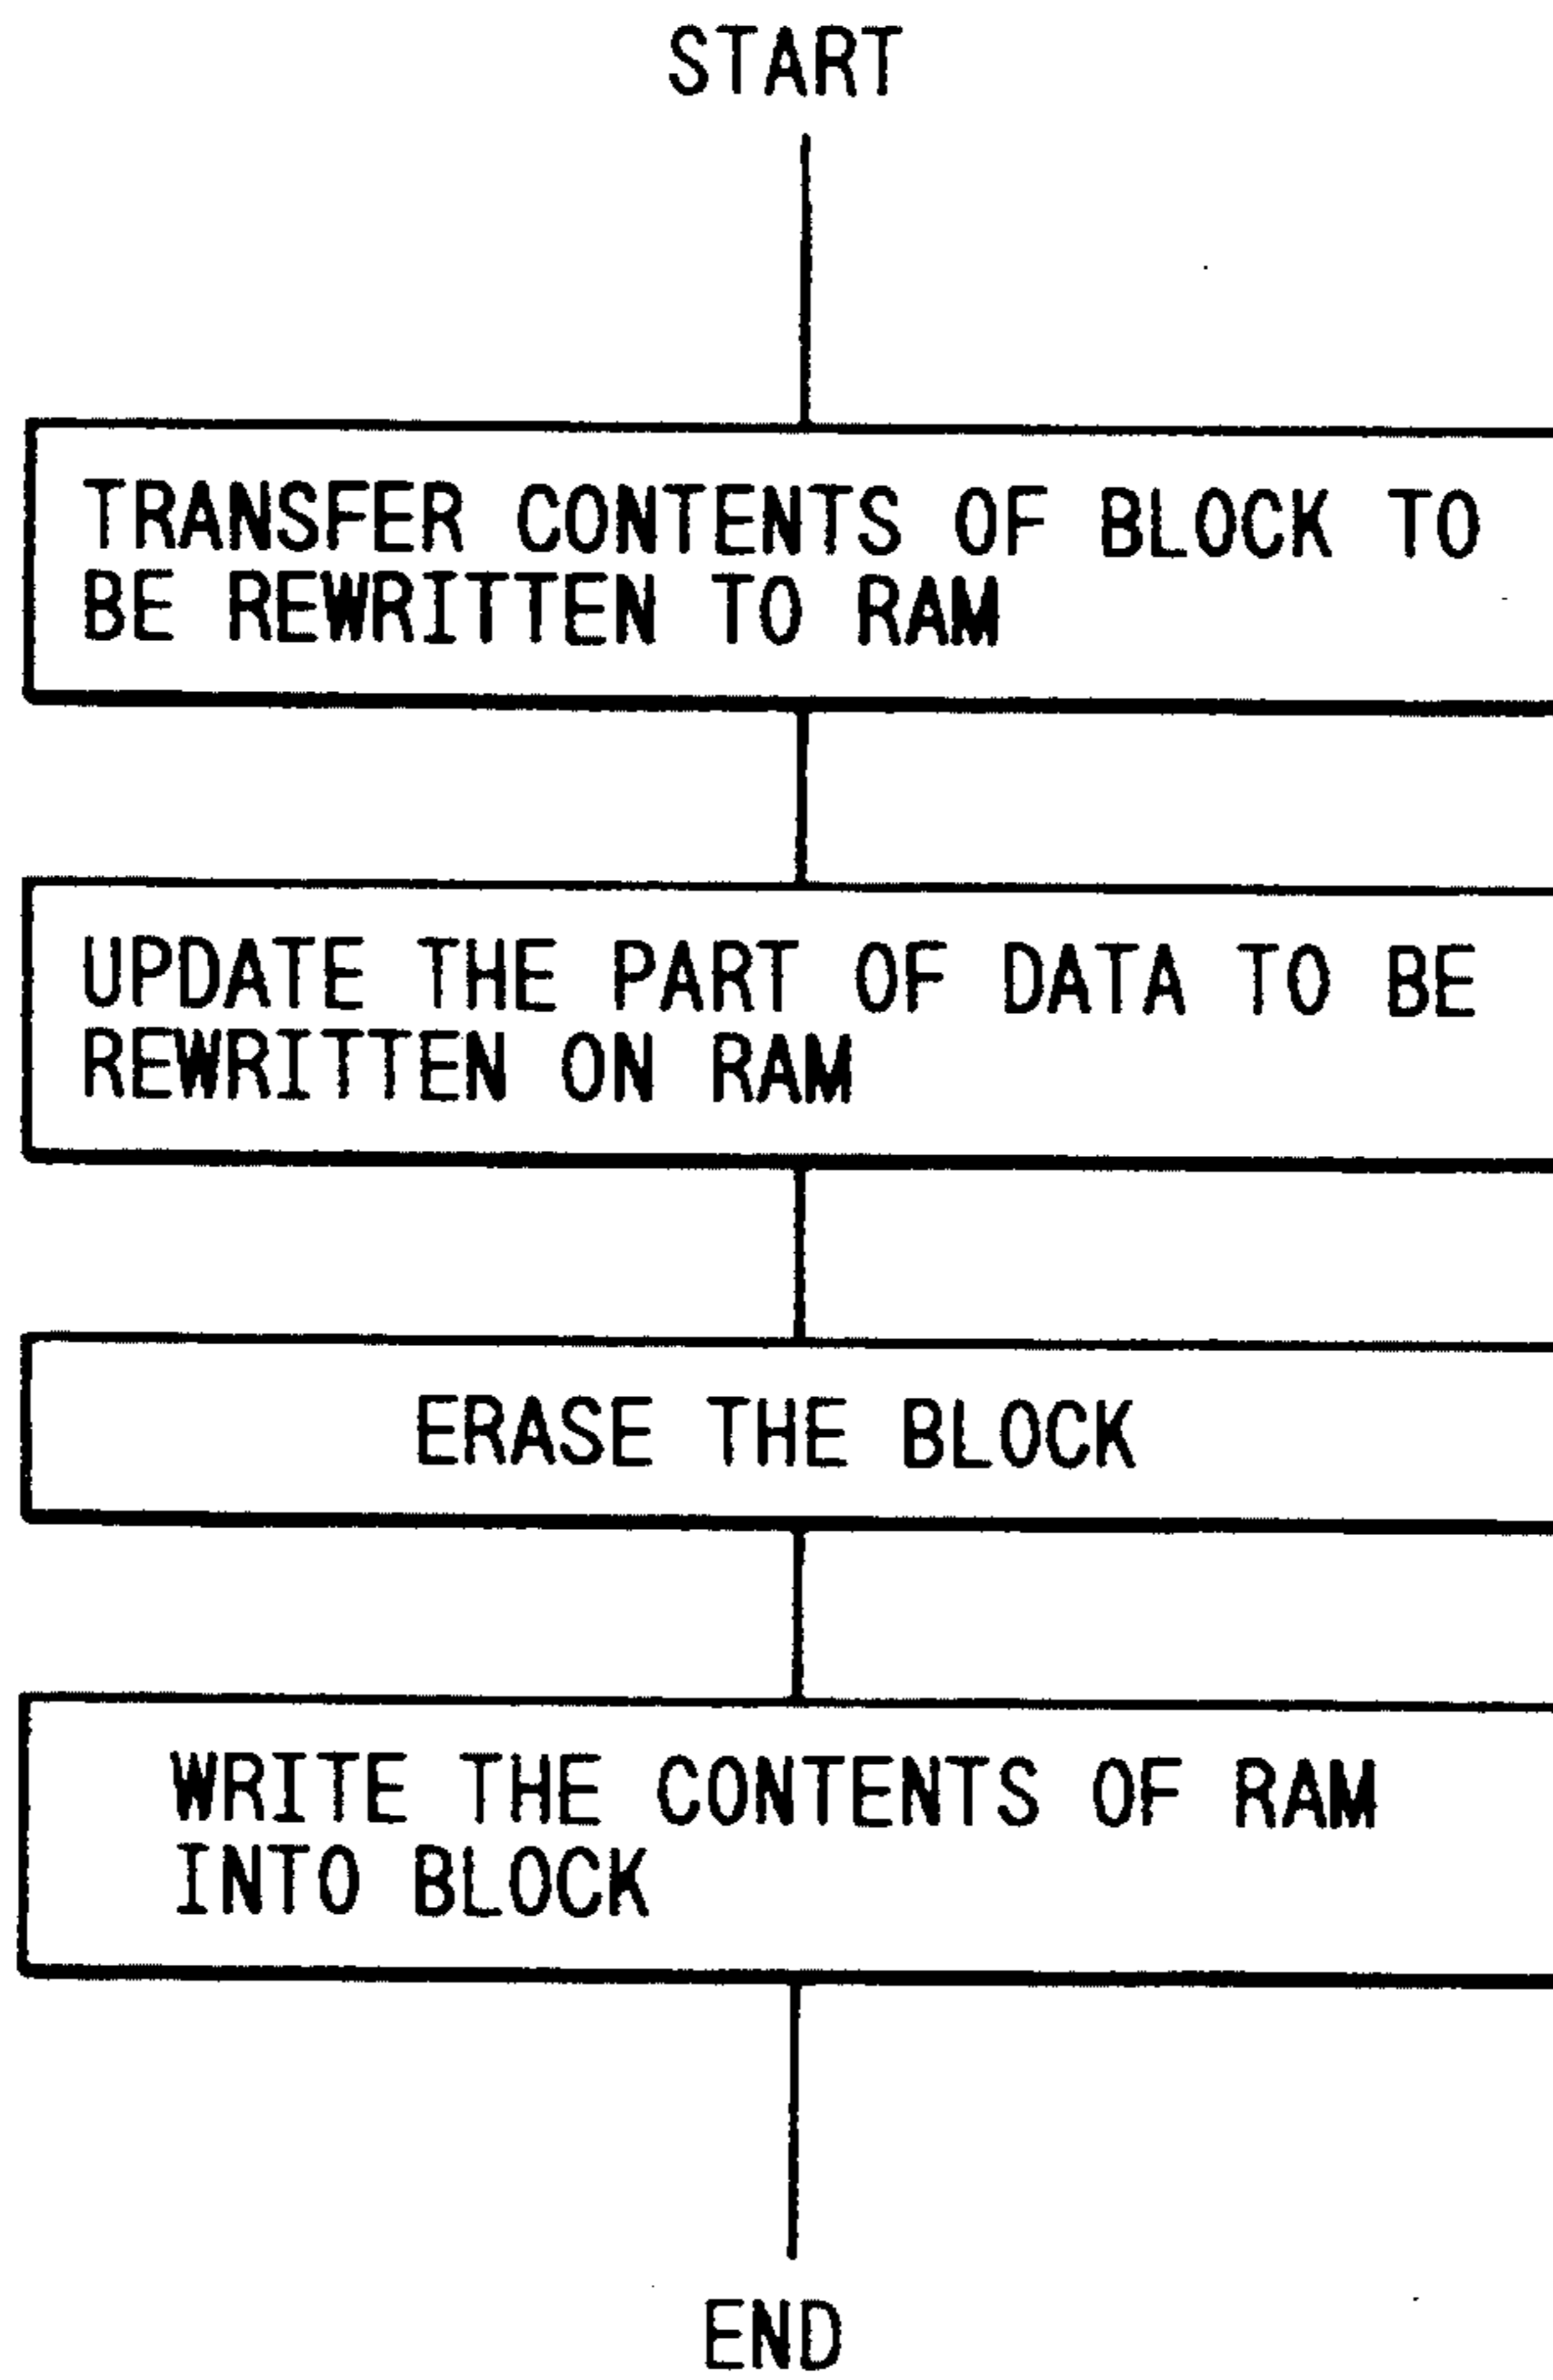 START
TRANSFER CONTENTS OF BLOCK TO
BE REWRITTEN TO RAM
UPDATE THE PART OF DATA TO BE
REWRITTEN ON RAM
ERASE THE BLOCK
WRITE THE CONTENTS OF RAM
INTO BLOCK
END